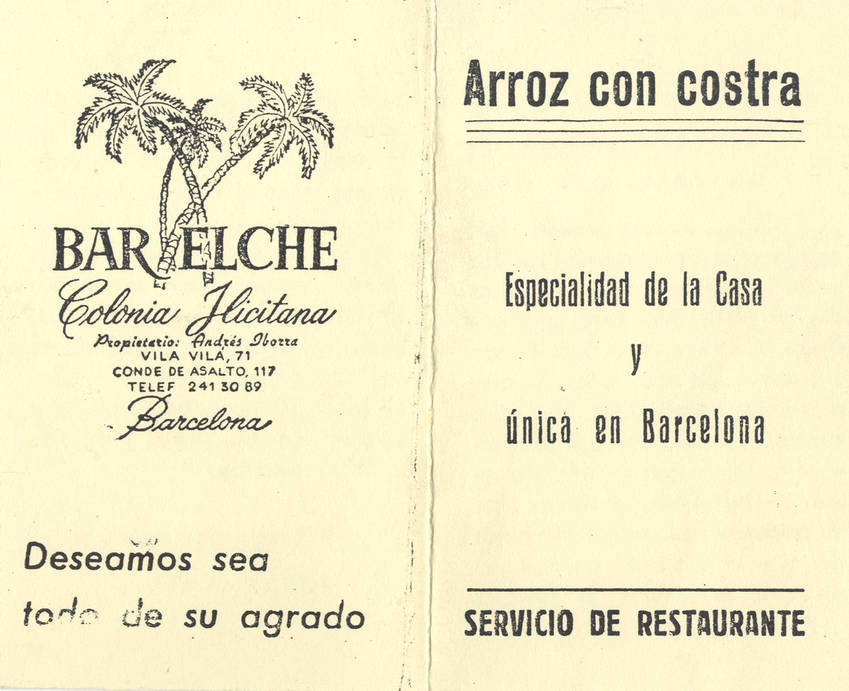 BAR ELCHE
Colonia Ilicitana
Propietario: Andrés Iborra
VILA VILÁ, 71
CONDE DE ASALTO, 117
TELEF 241 30 89
Barcelona
Deseamos sea
todo de su agrado
Arroz con costra
Especialidad de la Casa
y
única en Barcelona
SERVICIO DE RESTAURANTE